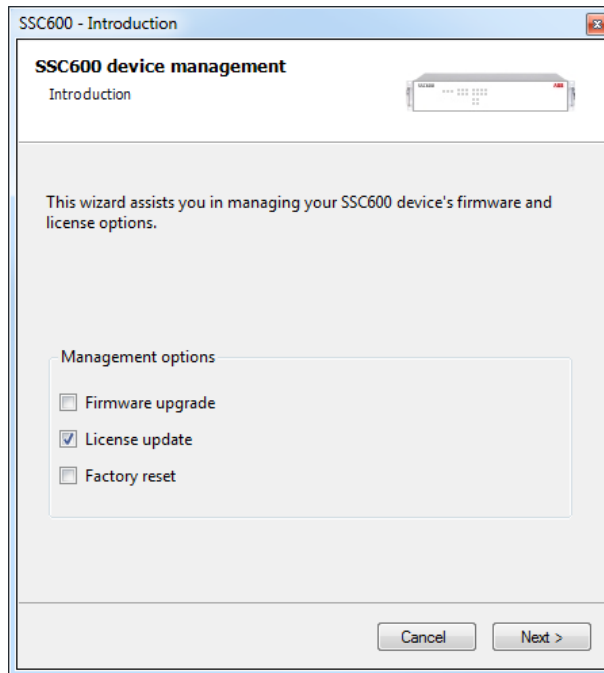 SSC600 - Introduction
SSC600 device management
Introduction
ABB
This wizard assists you in managing your SSC600 device's firmware and
license options.
Management options
Firmware upgrade
License update
Factory reset
Cancel
Next >